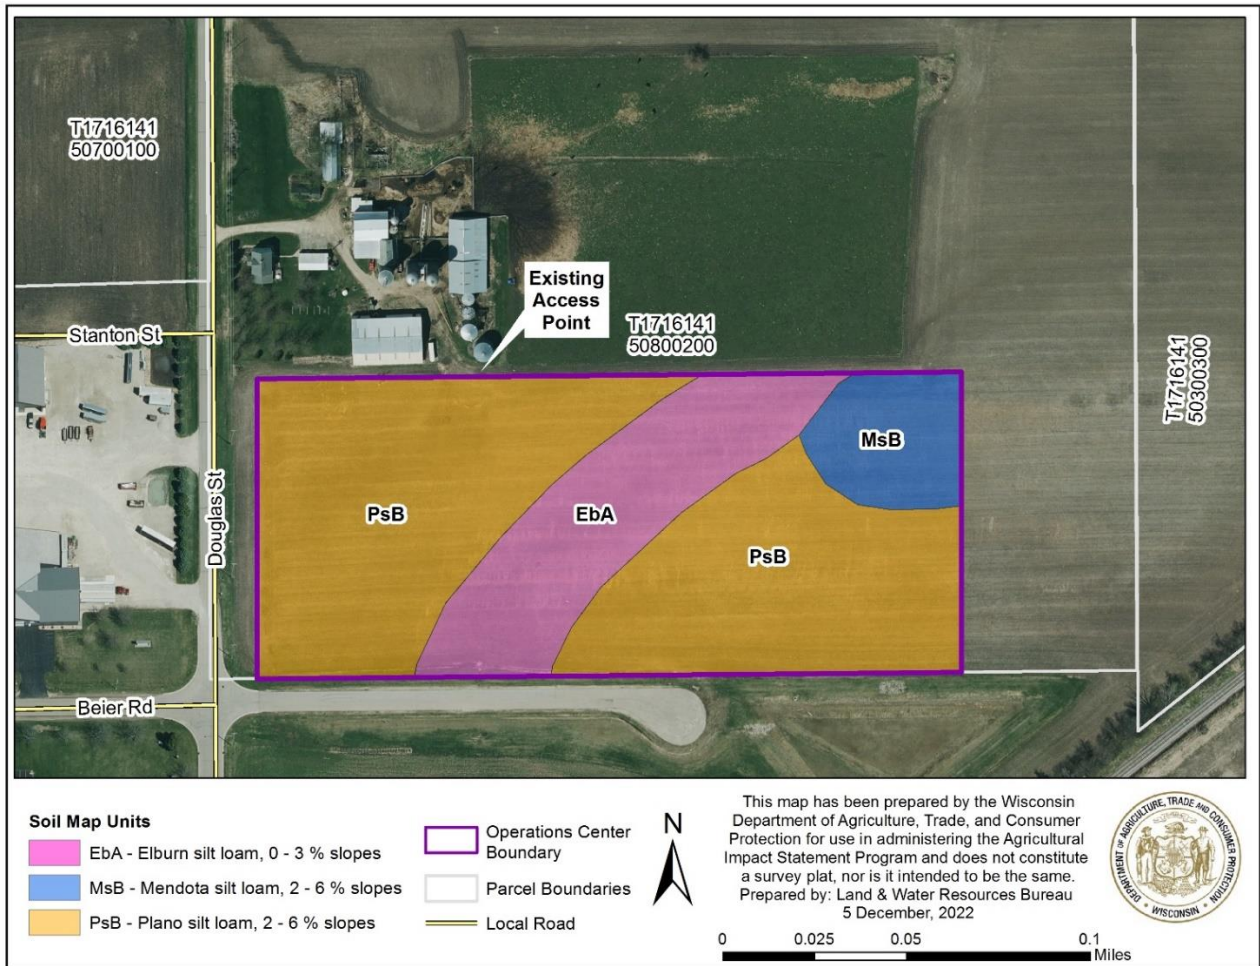 T1716141
50700100
Stanton St
Existing
Access
Point
T1716141
50800200
T1716141
50300300
MsB
PsB
EbA
PsB
Douglas St
Beier Rd
Soil Map Units
EbA - Elburn silt loam, 0 - 3 % slopes
MsB - Mendota silt loam, 2 - 6 % slopes
PsB - Plano silt loam, 2 - 6 % slopes
Operations Center
Boundary
Parcel Boundaries
Local Road
N
This map has been prepared by the Wisconsin
Department of Agriculture, Trade, and Consumer
Protection for use in administering the Agricultural
Impact Statement Program and does not constitute
a survey plat, nor is it intended to be the same.
Prepared by: Land & Water Resources Bureau
5 December, 2022
0 0.025 0.05 0.1
Miles
DEPARTMENT OF AGRICULTURE, TRADE AND CONSUMER PROTECTION
WISCONSIN